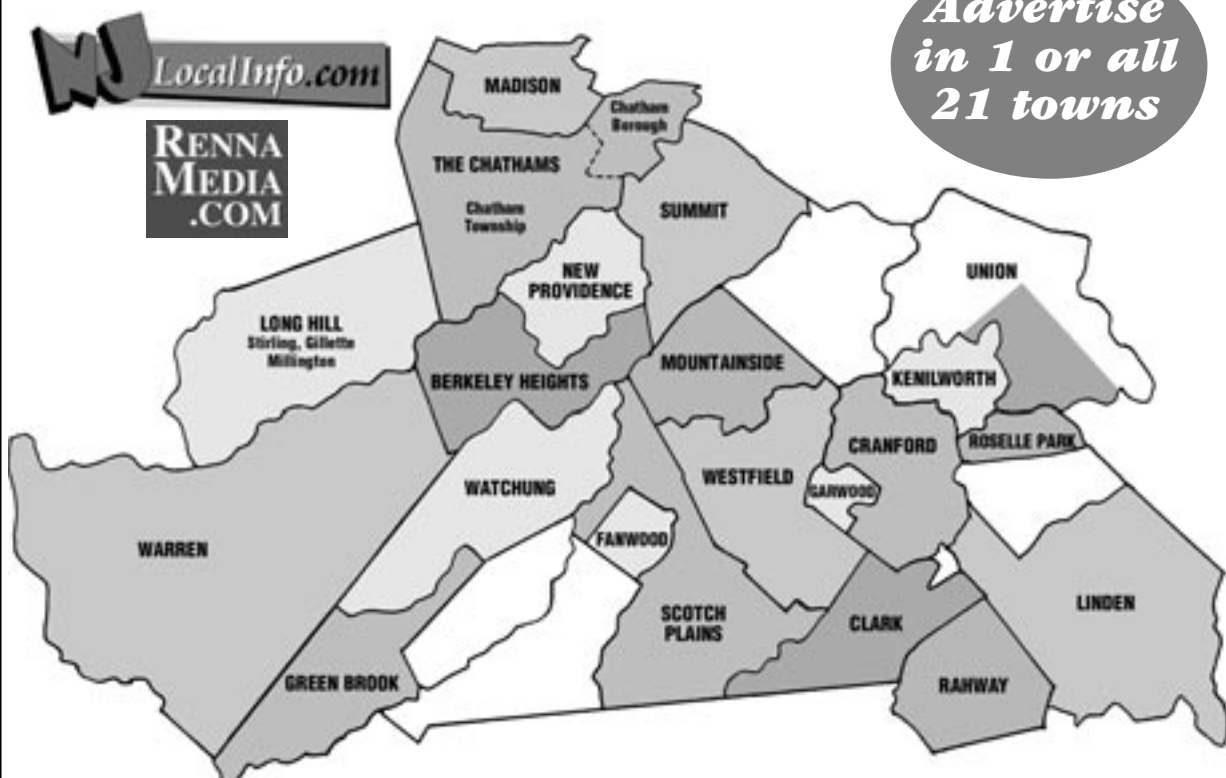 NJ LocalInfo.com
RENNA
MEDIA
.COM
Advertise
in 1 or all
21 towns
MADISON
Chatham
Borough
THE CHATHAMS
Chatham
Township
SUMMIT
NEW
PROVIDENCE
UNION
LONG HILL
Stirling, Gillette
Millington
BERKELEY HEIGHTS
MOUNTAINSIDE
KENILWORTH
ROSELLE PARK
CRANFORD
WESTFIELD
GARWOOD
WATCHUNG
FANWOOD
WARREN
SCOTCH
PLAINS
CLARK
LINDEN
GREEN BROOK
RAHWAY